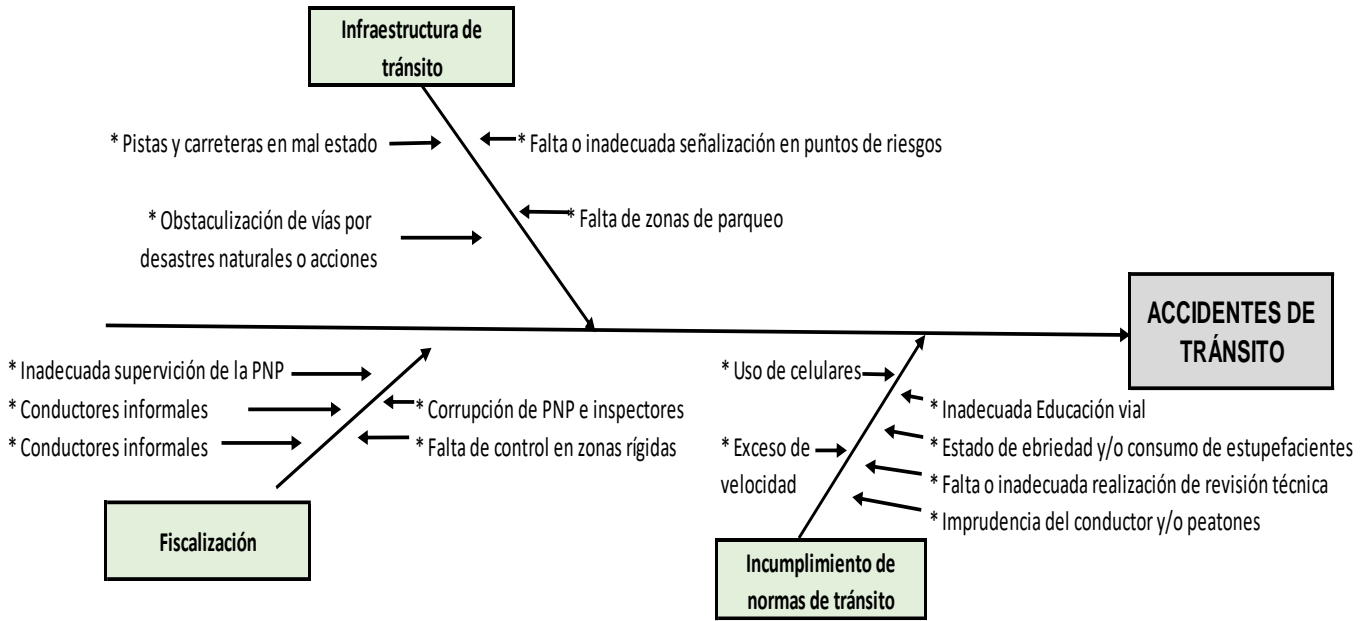 Infraestructura de
tránsito
* Pistas y carreteras en mal estado
* Falta o inadecuada señalización en puntos de riesgos
* Obstaculización de vías por
desastres naturales o acciones
* Falta de zonas de parqueo
ACCIDENTES DE
TRÁNSITO
* Inadecuada supervición de la PNP
* Conductores informales
* Conductores informales
* Corrupción de PNP e inspectores
* Falta de control en zonas rígidas
Fiscalización
* Uso de celulares
* Exceso de
velocidad
* Inadecuada Educación vial
* Estado de ebriedad y/o consumo de estupefacientes
* Falta o inadecuada realización de revisión técnica
* Imprudencia del conductor y/o peatones
Incumplimiento de
normas de tránsito